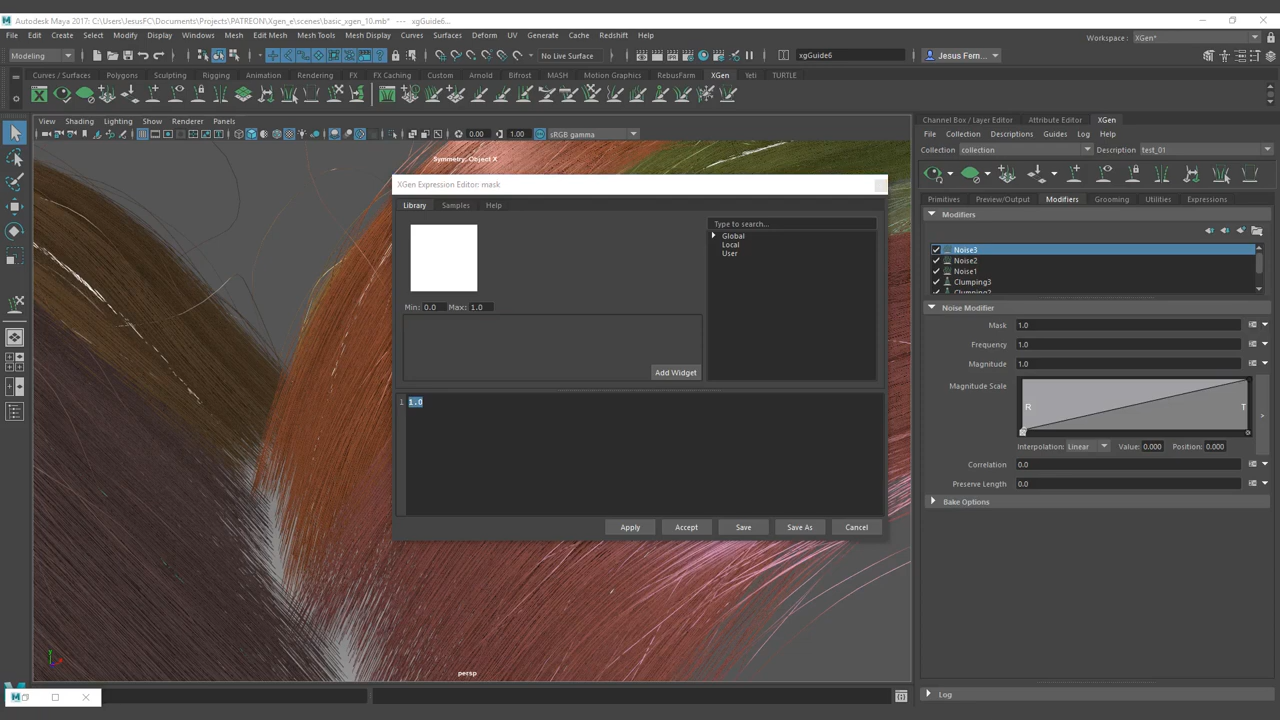 Autodesk Maya 2017: C:\Users\JesusFC\Documents\Projects\PATREON\Xgen_e\scenes\basic_xgen_10.mb* --- xgGuide6...
File Edit Create Select Modify Display Windows Mesh Edit Mesh Mesh Tools Mesh Display Curves Surfaces Deform UV Generate Cache Redshift Help
Workspace : XGen*
Modeling
No Live Surface
xgGuide6
Jesus Fern...
Curves / Surfaces Polygons Sculpting Rigging Animation Rendering FX FX Caching Custom Arnold Bifrost MASH Motion Graphics RebusFarm XGen Yeti TURTLE
View Shading Lighting Show Renderer Panels
0.00 1.00 sRGB gamma
Symmetry: Object X
XGen Expression Editor: mask
Library Samples Help
Type to search...
Global
Local
User
Min: 0.0 Max: 1.0
Add Widget
1 1.0
Apply Accept Save Save As Cancel
persp
Channel Box / Layer Editor Attribute Editor XGen
File Collection Descriptions Guides Log Help
Collection collection Description test_01
Primitives Preview/Output Modifiers Grooming Utilities Expressions
Modifiers
Noise3
Noise2
Noise1
Clumping3
Clumping2
Noise Modifier
Mask 1.0
Frequency 1.0
Magnitude 1.0
Magnitude Scale
R T
>
Interpolation: Linear Value: 0.000 Position: 0.000
Correlation 0.0
Preserve Length 0.0
Bake Options
Log